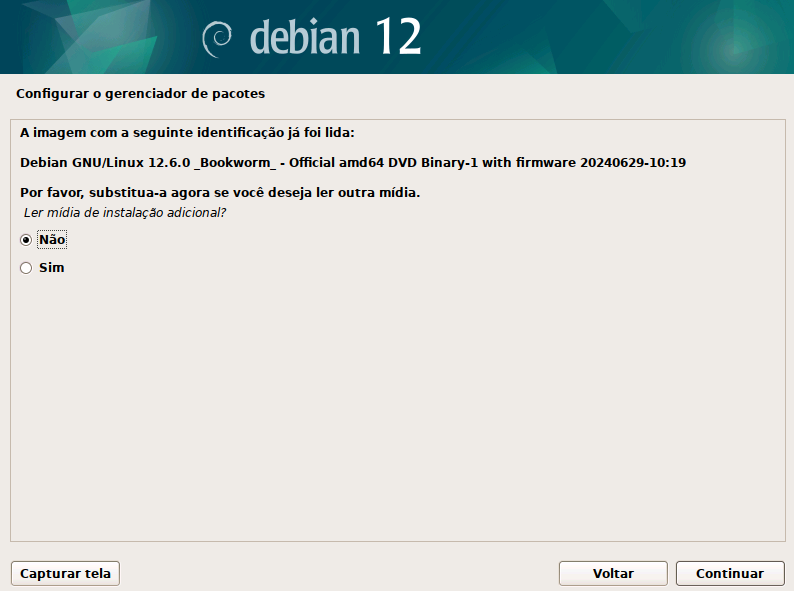 debian 12
Configurar o gerenciador de pacotes
A imagem com a seguinte identificação já foi lida:
Debian GNU/Linux 12.6.0 _Bookworm_ - Official amd64 DVD Binary-1 with firmware 20240629-10:19
Por favor, substitua-a agora se você deseja ler outra mídia.
Ler mídia de instalação adicional?
Não
Sim
Capturar tela
Voltar
Continuar